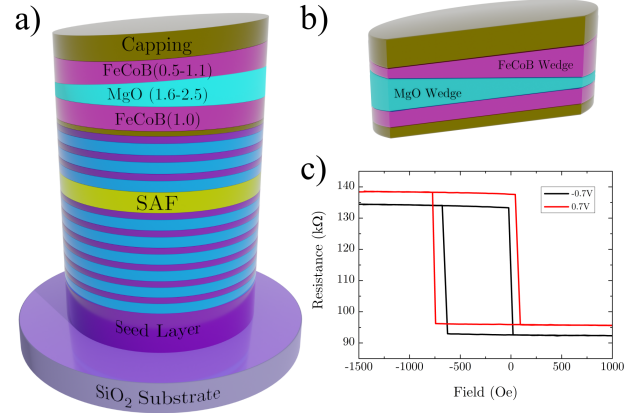 a)
Capping
FeCoB(0.5-1.1)
MgO (1.6-2.5)
FeCoB(1.0)
SAF
Seed Layer
SiO₂ Substrate
b)
FeCoB Wedge
MgO Wedge
c)
140
130
120
110
100
90
-1500
-1000
-500
0
500
1000
Resistance (kΩ)
Field (Oe)
-0.7V
0.7V